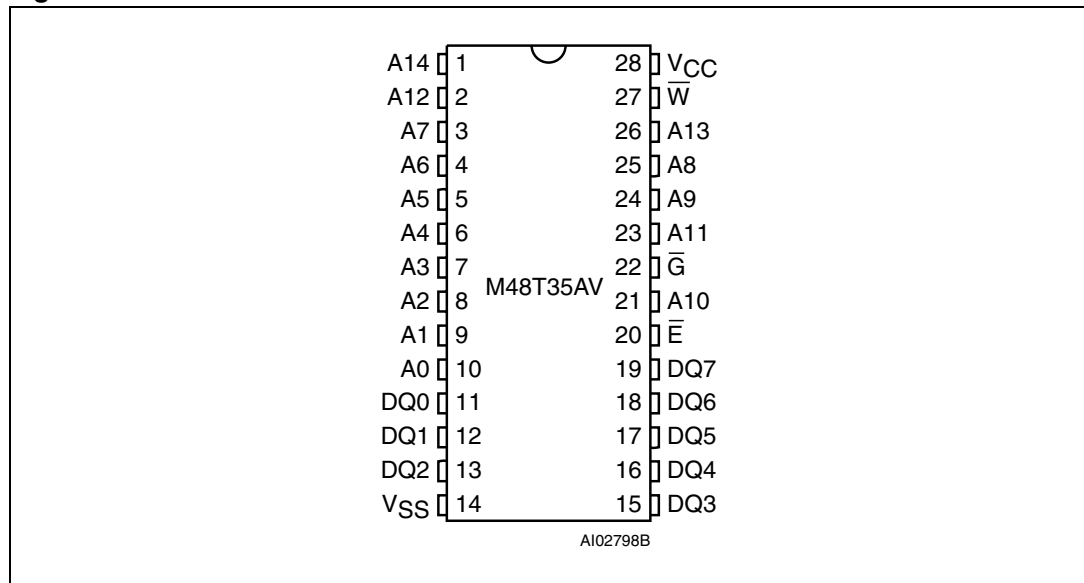 A14 1 28 VCC
A12 2 27 W̅
A7 3 26 A13
A6 4 25 A8
A5 5 24 A9
A4 6 23 A11
A3 7 22 G̅
M48T35AV
A2 8 21 A10
A1 9 20 E̅
A0 10 19 DQ7
DQ0 11 18 DQ6
DQ1 12 17 DQ5
DQ2 13 16 DQ4
VSS 14 15 DQ3
AI02798B